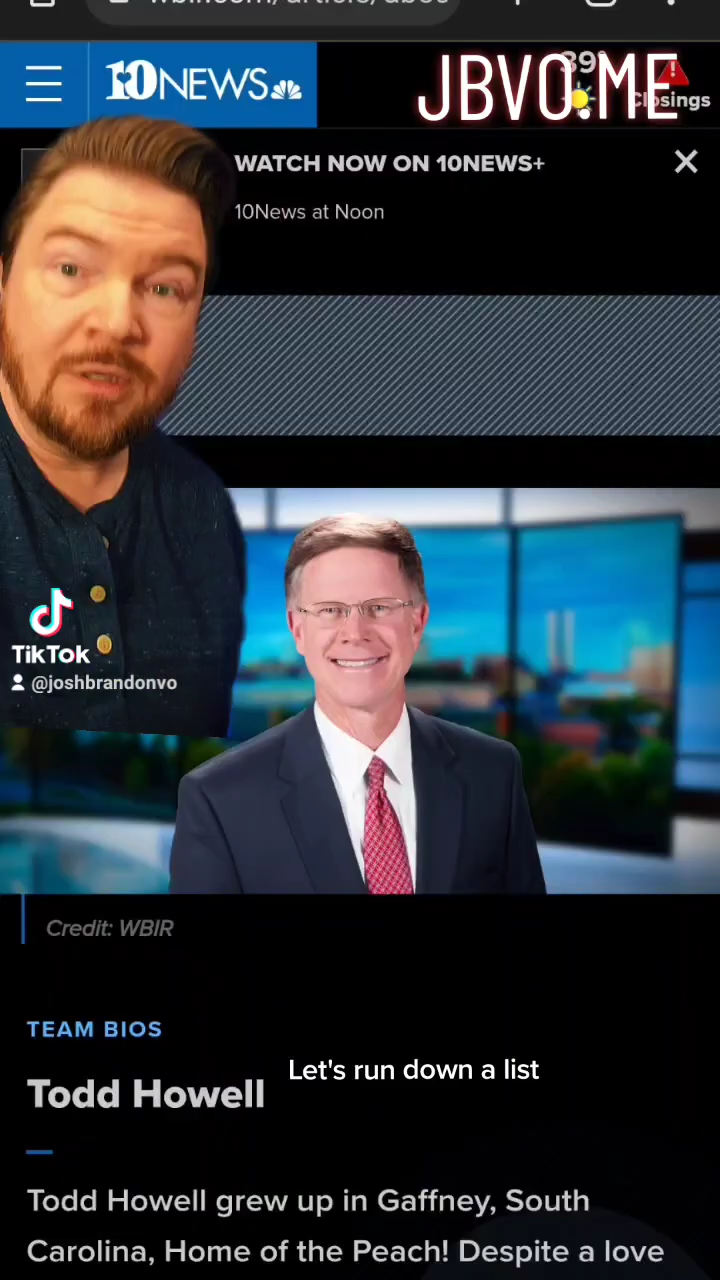 10NEWS
JBVO.ME
39°
Closings
WATCH NOW ON 10NEWS+
10News at Noon
TikTok
@joshbrandonvo
Credit: WBIR
TEAM BIOS
Todd Howell
Let's run down a list
Todd Howell grew up in Gaffney, South
Carolina, Home of the Peach! Despite a love